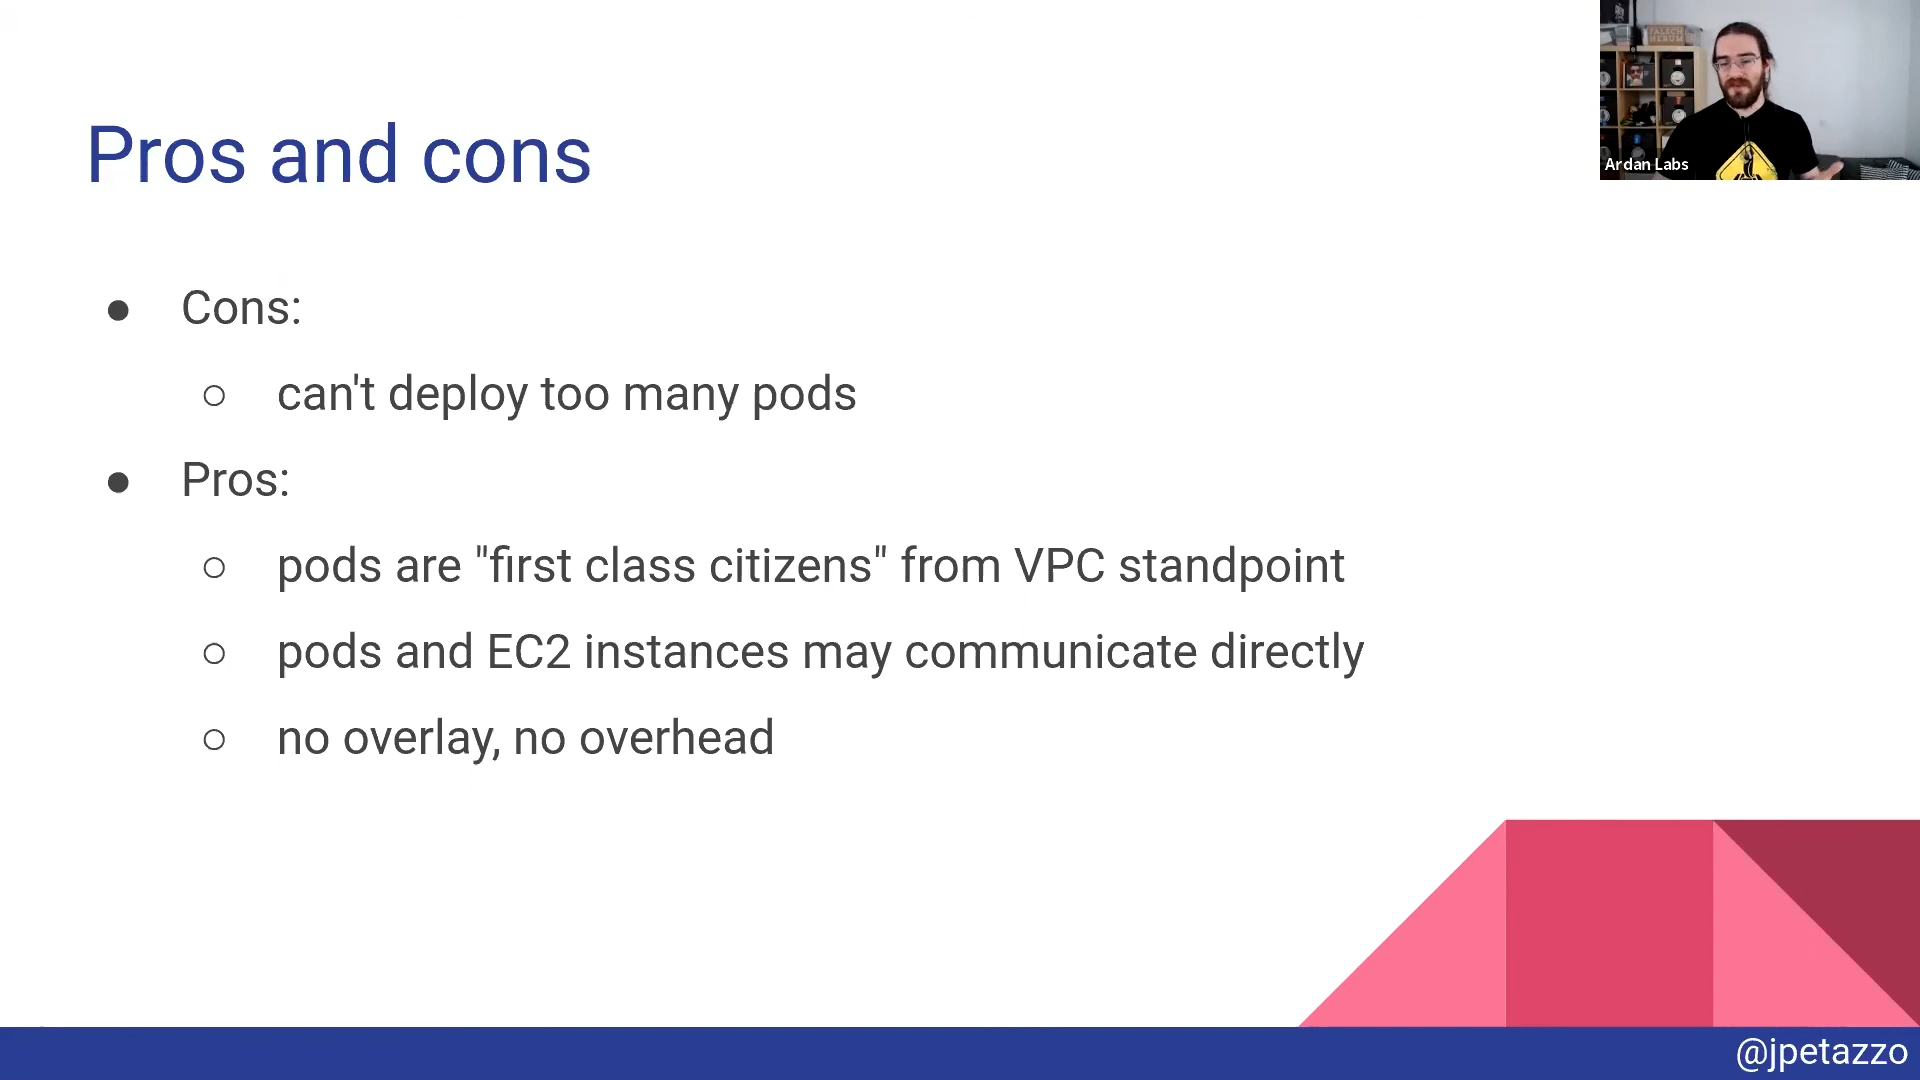 Pros and cons
● Cons:
○ can't deploy too many pods
● Pros:
○ pods are "first class citizens" from VPC standpoint
○ pods and EC2 instances may communicate directly
○ no overlay, no overhead
Ardan Labs
@jpetazzo